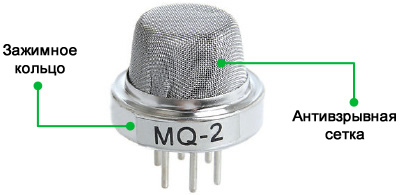 Зажимное
кольцо
Антивзрывная
сетка
MQ-2